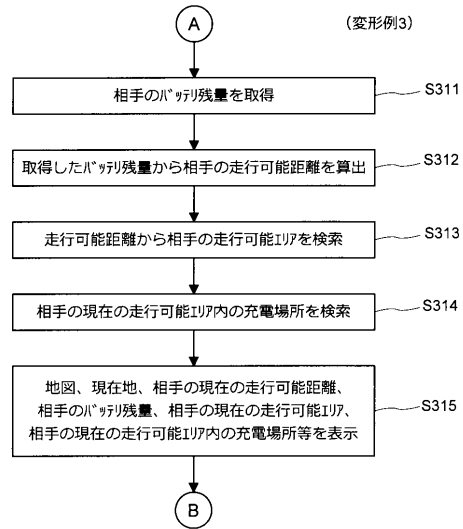 A
（変形例3）
相手のﾊﾞｯﾃﾘ残量を取得
S311
取得したﾊﾞｯﾃﾘ残量から相手の走行可能距離を算出
S312
走行可能距離から相手の走行可能ｴﾘｱを検索
S313
相手の現在の走行可能ｴﾘｱ内の充電場所を検索
S314
地図、現在地、相手の現在の走行可能距離、
相手のﾊﾞｯﾃﾘ残量、相手の現在の走行可能ｴﾘｱ、
相手の現在の走行可能ｴﾘｱ内の充電場所等を表示
S315
B